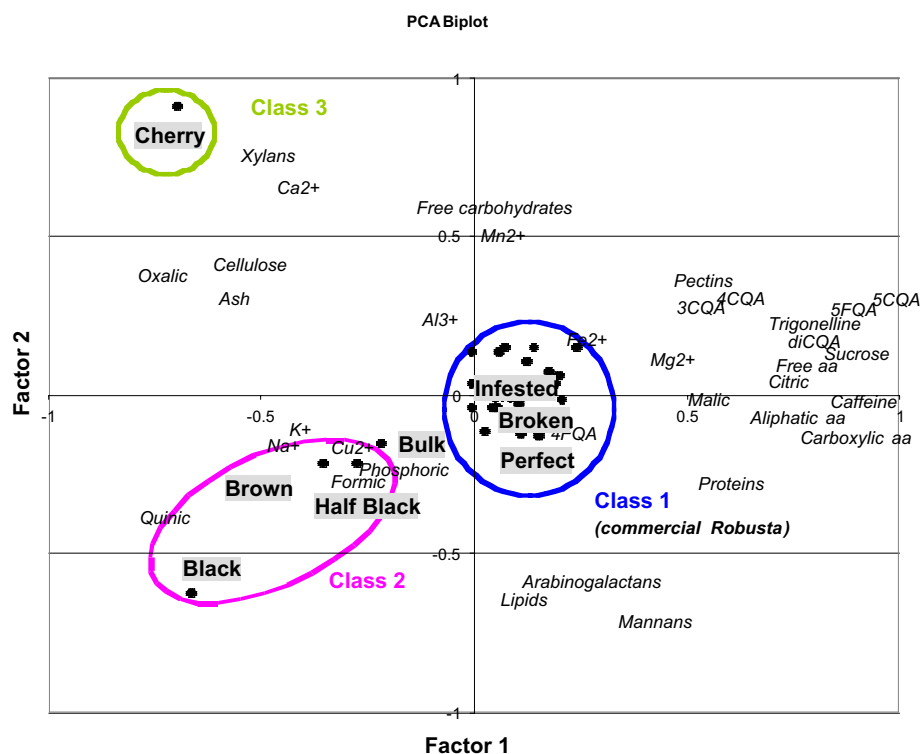 PCA Biplot
1
Class 3
Cherry
Xylans
Ca2+
Free carbohydrates
0.5
Mn2+
Cellulose
Oxalic
Ash
Pectins
4CQA
5CQA
3CQA
5FQA
Al3+
Trigonelline
Fe2+
diCQA
Sucrose
Mg2+
Free aa
Citric
Infested
0
-1
-0.5
0
0.5
1
Malic
Caffeine
Broken
Aliphatic aa
K+
4FQA
Carboxylic aa
Na+
Cu2+
Bulk
Perfect
Phosphoric
Formic
Brown
Proteins
Half Black
Class 1
(commercial Robusta)
Quinic
-0.5
Black
Class 2
Arabinogalactans
Lipids
Mannans
-1
Factor 2
Factor 1